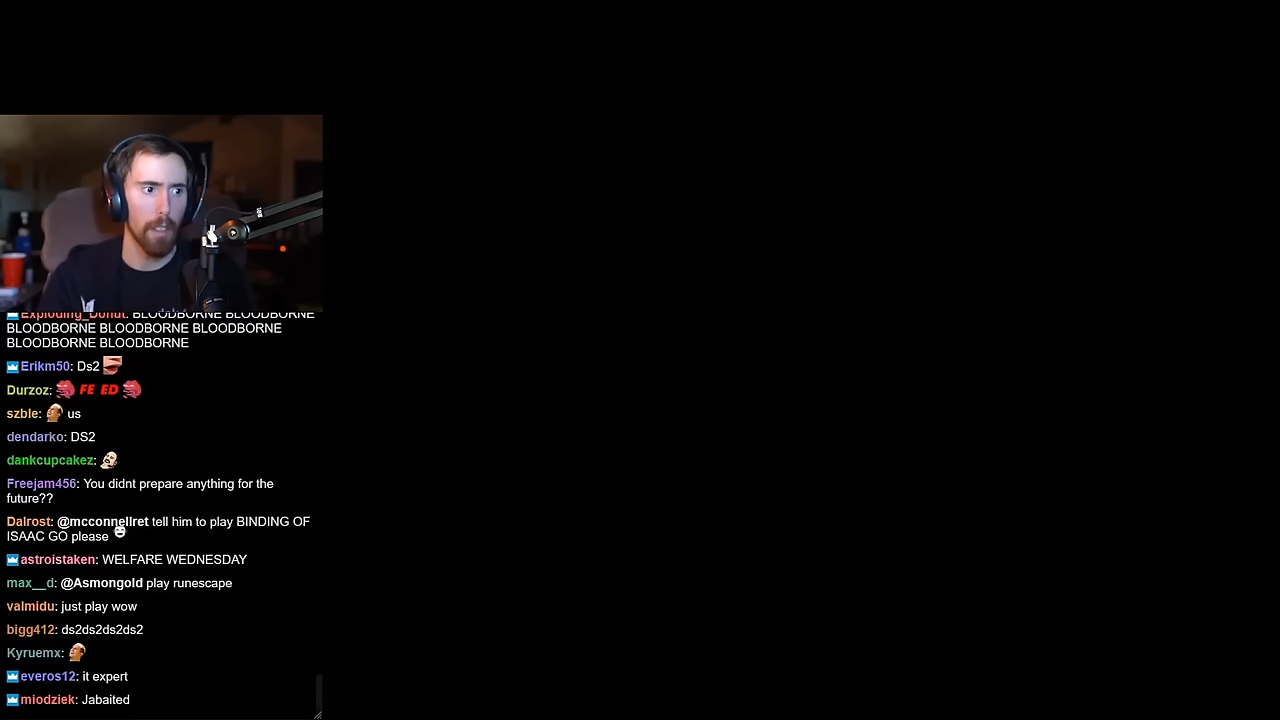 Exploding_Donut: BLOODBORNE BLOODBORNE
BLOODBORNE BLOODBORNE BLOODBORNE
BLOODBORNE BLOODBORNE
Erikm50: Ds2
Durzoz: FE ED
szble: us
dendarko: DS2
dankcupcakez:
Freejam456: You didnt prepare anything for the
future??
Dalrost: @mcconnellret tell him to play BINDING OF
ISAAC GO please
astroistaken: WELFARE WEDNESDAY
max__d: @Asmongold play runescape
valmidu: just play wow
bigg412: ds2ds2ds2ds2
Kyruemx:
everos12: it expert
miodziek: Jabaited